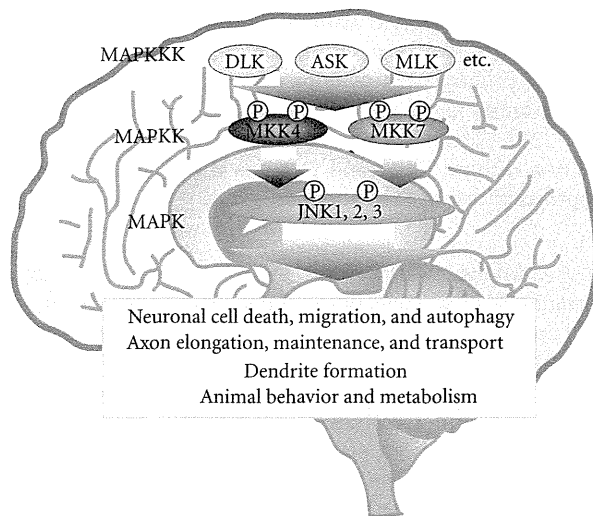 MAPKKK DLK ASK MLK etc.
P P P P
MAPKK MKK4 MKK7
P P
MAPK JNK1, 2, 3
Neuronal cell death, migration, and autophagy
Axon elongation, maintenance, and transport
Dendrite formation
Animal behavior and metabolism